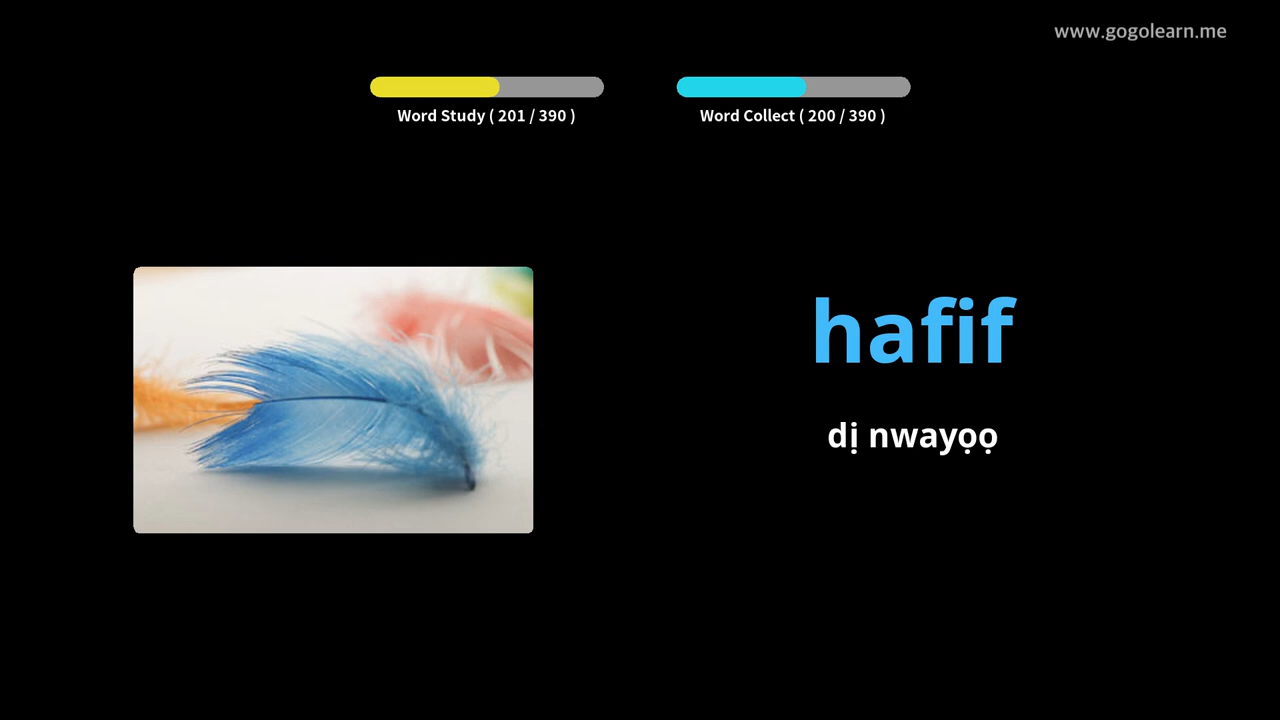 www.gogolearn.me
Word Study ( 201 / 390 )
Word Collect ( 200 / 390 )
hafif
dị nwayọọ